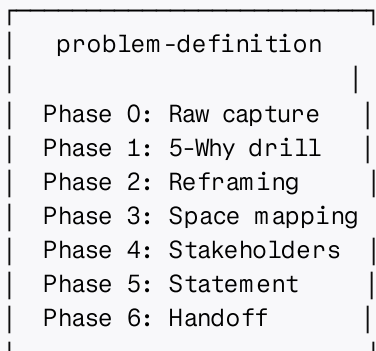 problem-definition
Phase 0: Raw capture
Phase 1: 5-Why drill
Phase 2: Reframing
Phase 3: Space mapping
Phase 4: Stakeholders
Phase 5: Statement
Phase 6: Handoff